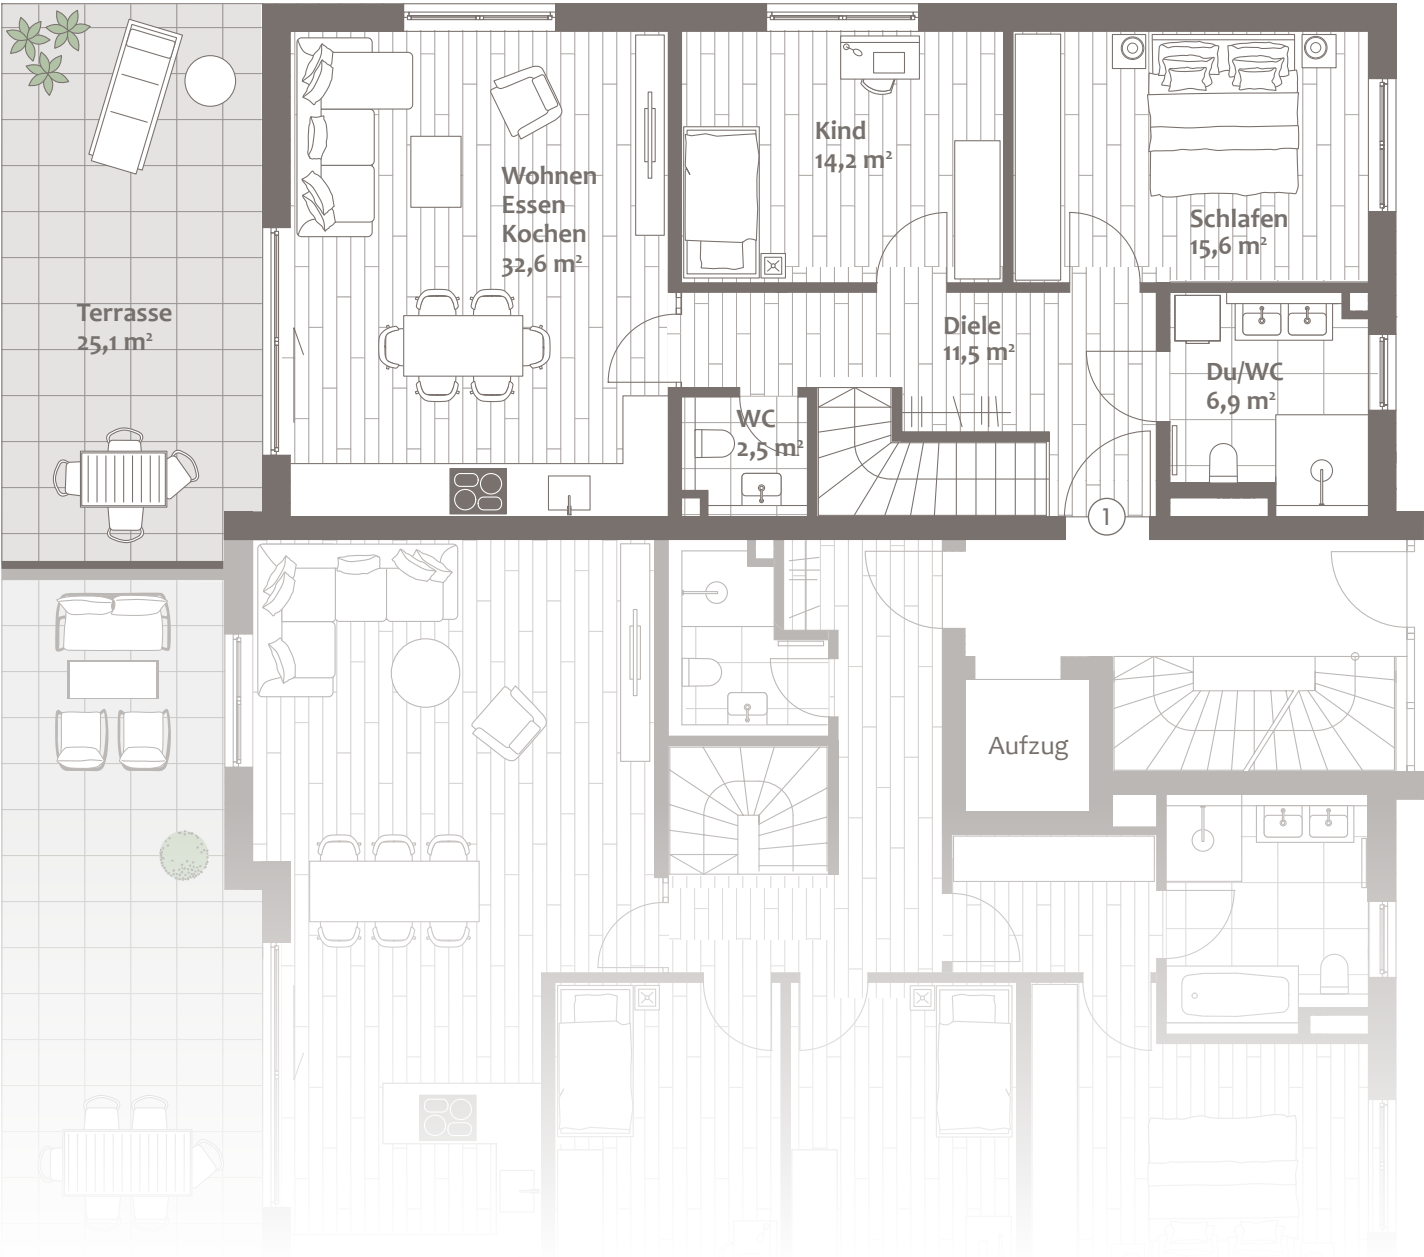 Kind
14,2 m²
Wohnen
Essen
Kochen
32,6 m²
Schlafen
15,6 m²
Terrasse
25,1 m²
Diele
11,5 m²
Du/WC
6,9 m²
WC
2,5 m²
1
Aufzug